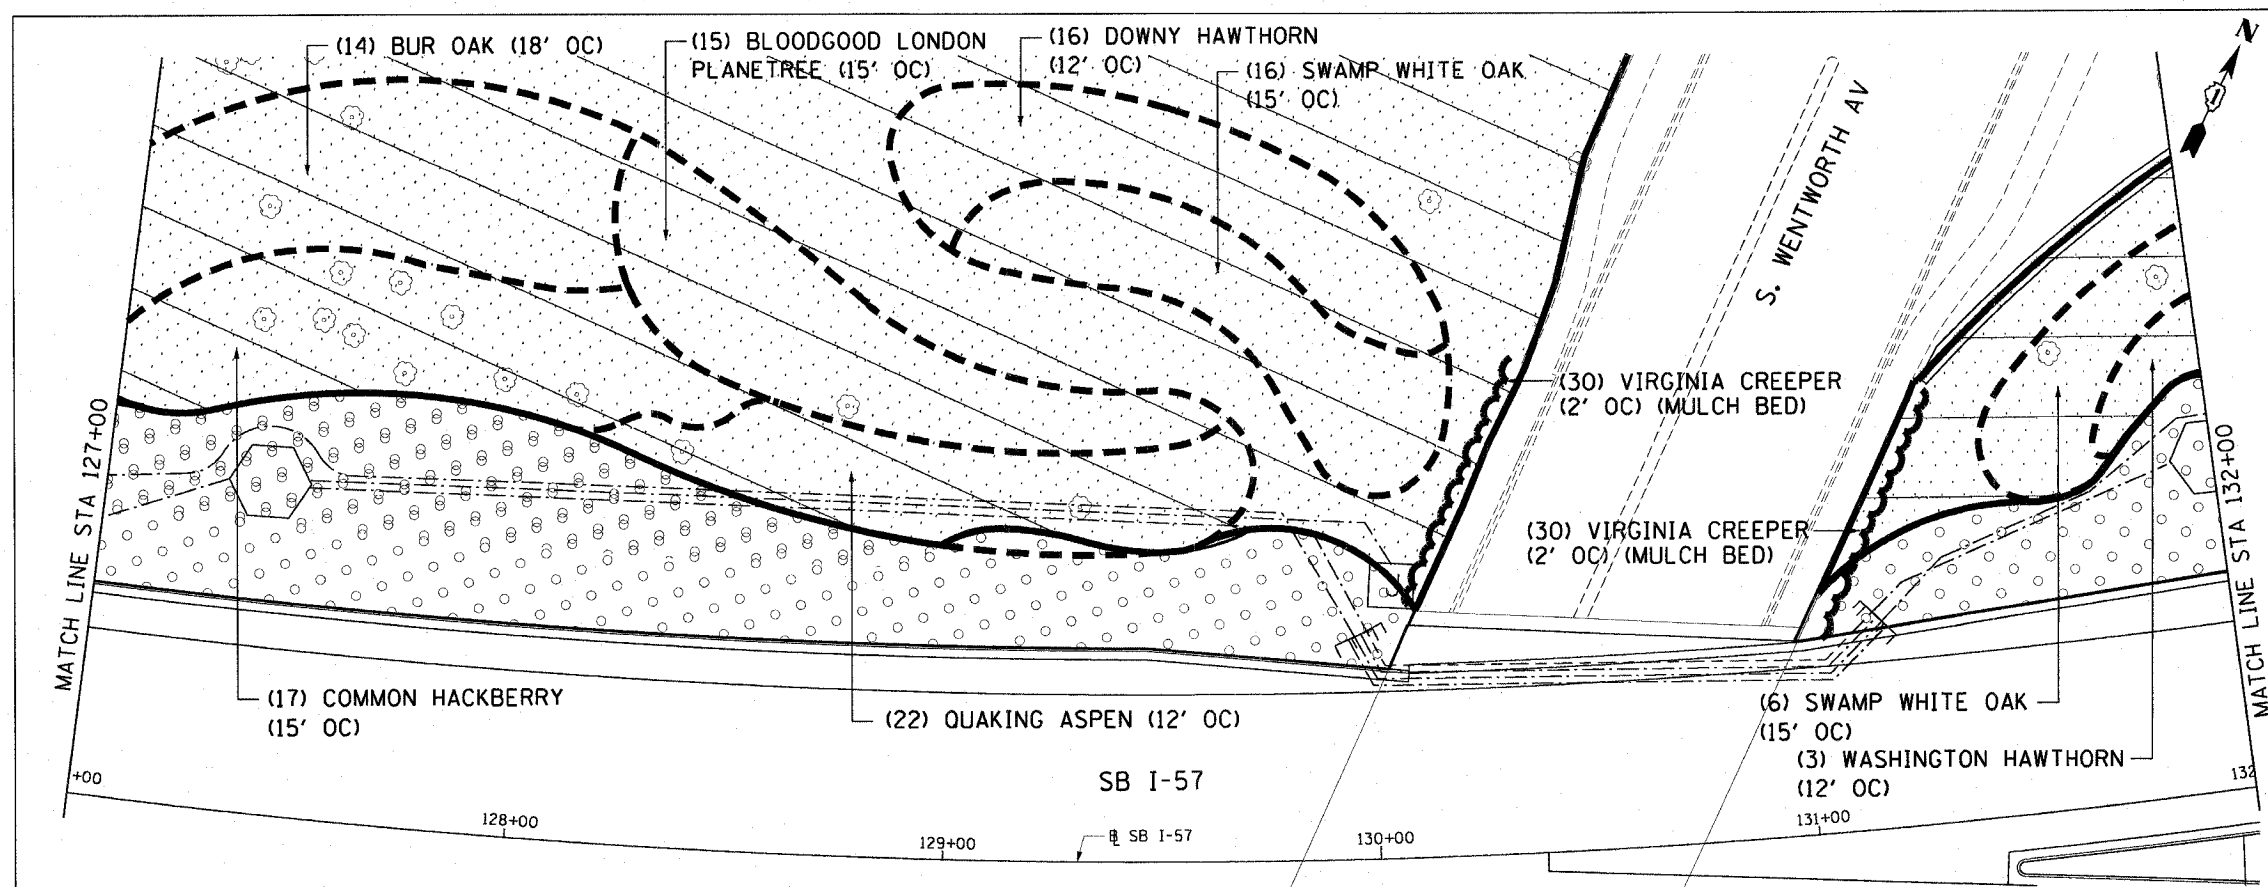 (14) BUR OAK (18' OC)
(15) BLOODGOOD LONDON
PLANETREE (15' OC)
(16) DOWNY HAWTHORN
(12' OC)
(16) SWAMP WHITE OAK
(15' OC)
N
S. WENTWORTH AV
(30) VIRGINIA CREEPER
(2' OC) (MULCH BED)
(30) VIRGINIA CREEPER
(2' OC) (MULCH BED)
MATCH LINE STA 127+00
MATCH LINE STA 132+00
(17) COMMON HACKBERRY
(15' OC)
(22) QUAKING ASPEN (12' OC)
(6) SWAMP WHITE OAK
(15' OC)
(3) WASHINGTON HAWTHORN
(12' OC)
SB I-57
+00
128+00
129+00
SB I-57
130+00
131+00
132